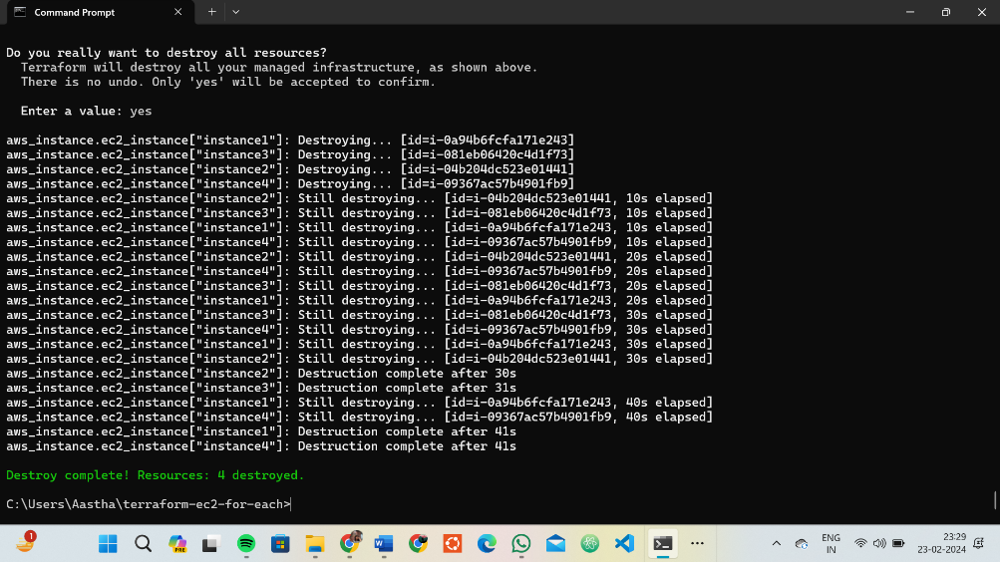 Command Prompt
Do you really want to destroy all resources?
Terraform will destroy all your managed infrastructure, as shown above.
There is no undo. Only 'yes' will be accepted to confirm.
Enter a value: yes
aws_instance.ec2_instance["instance1"]: Destroying... [id=i-0a94b6fcfa171e243]
aws_instance.ec2_instance["instance3"]: Destroying... [id=i-081eb06420c4d1f73]
aws_instance.ec2_instance["instance2"]: Destroying... [id=i-04b204dc523e01441]
aws_instance.ec2_instance["instance4"]: Destroying... [id=i-09367ac57b4901fb9]
aws_instance.ec2_instance["instance2"]: Still destroying... [id=i-04b204dc523e01441, 10s elapsed]
aws_instance.ec2_instance["instance3"]: Still destroying... [id=i-081eb06420c4d1f73, 10s elapsed]
aws_instance.ec2_instance["instance1"]: Still destroying... [id=i-0a94b6fcfa171e243, 10s elapsed]
aws_instance.ec2_instance["instance4"]: Still destroying... [id=i-09367ac57b4901fb9, 10s elapsed]
aws_instance.ec2_instance["instance2"]: Still destroying... [id=i-04b204dc523e01441, 20s elapsed]
aws_instance.ec2_instance["instance4"]: Still destroying... [id=i-09367ac57b4901fb9, 20s elapsed]
aws_instance.ec2_instance["instance3"]: Still destroying... [id=i-081eb06420c4d1f73, 20s elapsed]
aws_instance.ec2_instance["instance1"]: Still destroying... [id=i-0a94b6fcfa171e243, 20s elapsed]
aws_instance.ec2_instance["instance3"]: Still destroying... [id=i-081eb06420c4d1f73, 30s elapsed]
aws_instance.ec2_instance["instance4"]: Still destroying... [id=i-09367ac57b4901fb9, 30s elapsed]
aws_instance.ec2_instance["instance1"]: Still destroying... [id=i-0a94b6fcfa171e243, 30s elapsed]
aws_instance.ec2_instance["instance2"]: Still destroying... [id=i-04b204dc523e01441, 30s elapsed]
aws_instance.ec2_instance["instance2"]: Destruction complete after 30s
aws_instance.ec2_instance["instance3"]: Destruction complete after 31s
aws_instance.ec2_instance["instance1"]: Still destroying... [id=i-0a94b6fcfa171e243, 40s elapsed]
aws_instance.ec2_instance["instance4"]: Still destroying... [id=i-09367ac57b4901fb9, 40s elapsed]
aws_instance.ec2_instance["instance1"]: Destruction complete after 41s
aws_instance.ec2_instance["instance4"]: Destruction complete after 41s
Destroy complete! Resources: 4 destroyed.
C:\Users\Aastha\terraform-ec2-for-each>
1
PRE
ENG
IN
23:29
23-02-2024